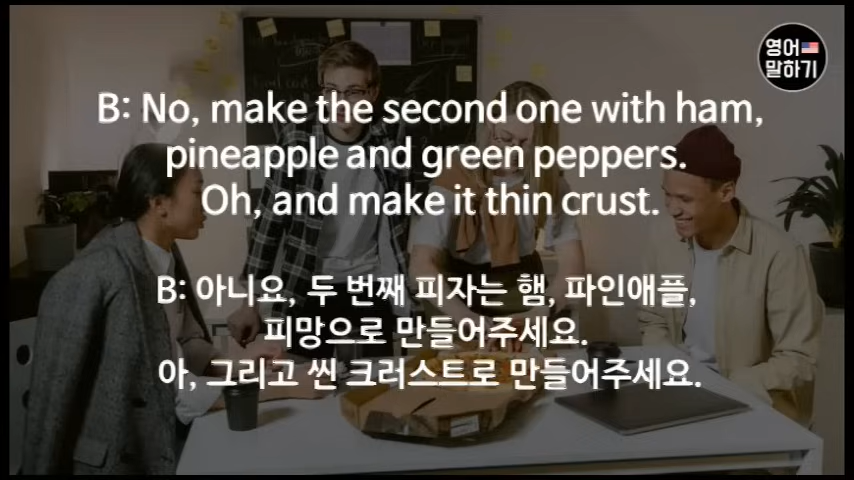 영어
말하기
B: No, make the second one with ham,
pineapple and green peppers.
Oh, and make it thin crust.
B: 아니요, 두 번째 피자는 햄, 파인애플,
피망으로 만들어주세요.
아, 그리고 씬 크러스트로 만들어주세요.